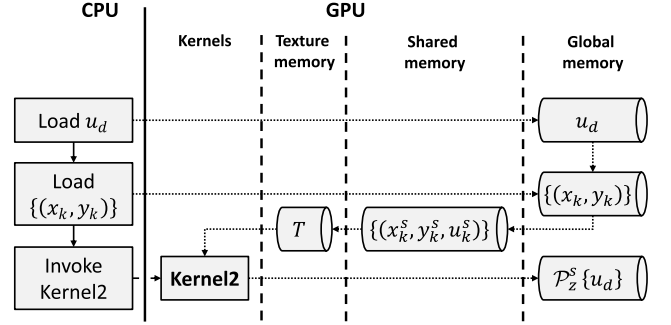 CPU
GPU
Kernels
Texture
memory
Shared
memory
Global
memory
Load u_d
u_d
Load
{(x_k, y_k)}
{(x_k, y_k)}
T
{(x_k^s, y_k^s, u_k^s)}
Invoke
Kernel2
Kernel2
𝒫_z^s{u_d}